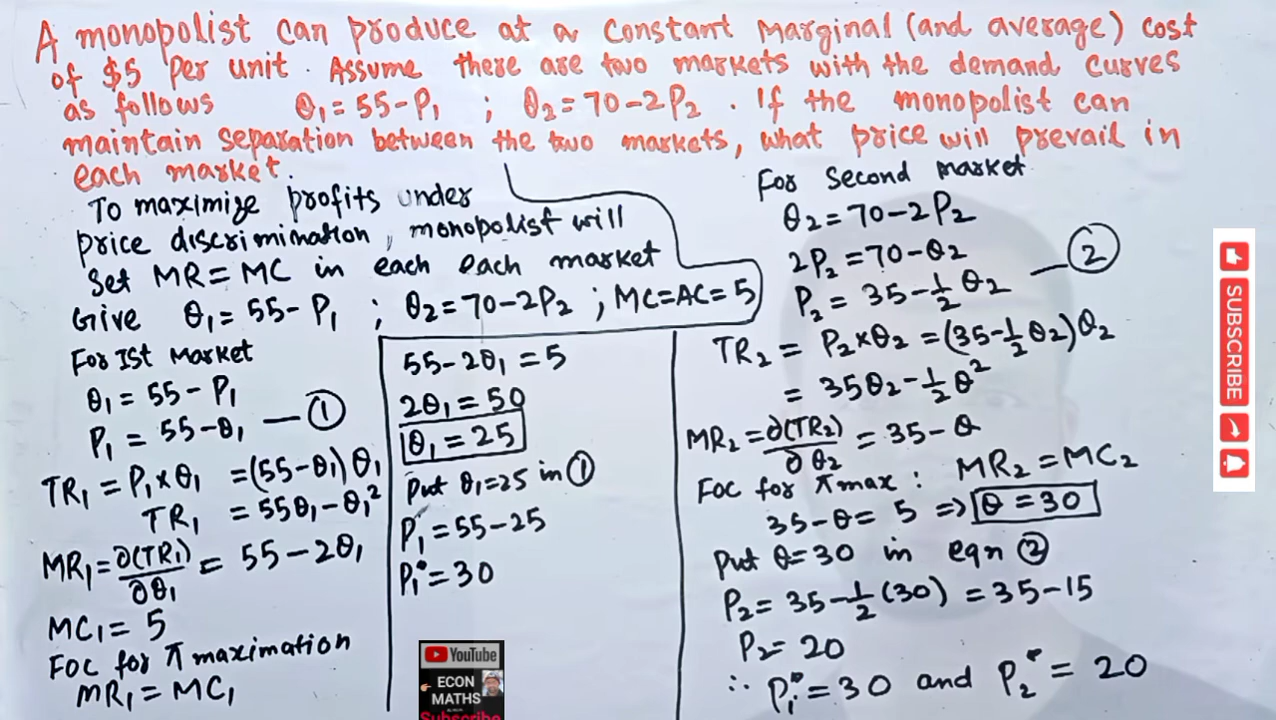 A monopolist can produce at a constant marginal (and average) cost
of $5 per unit. Assume there are two markets with the demand curves
as follows θ₁ = 55-P₁ ; θ₂ = 70-2P₂ . If the monopolist can
maintain separation between the two markets, what price will prevail in
each market.
To maximize profits under
price discrimination, monopolist will
set MR = MC in each each market
Give θ₁ = 55- P₁ ; θ₂ = 70-2P₂ ; MC=AC= 5
For Ist Market
θ₁ = 55 - P₁
P₁ = 55-θ₁ — ①
TR₁ = P₁×θ₁ = (55-θ₁) θ₁
TR₁ = 55θ₁ - θ₁²
MR₁ = ∂(TR₁)/∂θ₁ = 55-2θ₁
MC₁ = 5
FOC for π maximation
MR₁ = MC₁
55-2θ₁ = 5
2θ₁ = 50
θ₁ = 25
Put θ₁=25 in ①
P₁ = 55-25
P₁* = 30
For second market
θ₂ = 70-2P₂
2P₂ = 70-θ₂
P₂ = 35-½θ₂ — ②
TR₂ = P₂×θ₂ = (35-½θ₂)θ₂
= 35θ₂-½θ²
MR₂ = ∂(TR₂)/∂θ₂ = 35-θ
FOC for π max : MR₂ = MC₂
35-θ = 5 ⇒ θ = 30
Put θ=30 in eqn ②
P₂ = 35-½(30) = 35-15
P₂ = 20
∴ P₁* = 30 and P₂* = 20
SUBSCRIBE
YouTube
ECON
MATHS
Subscribe